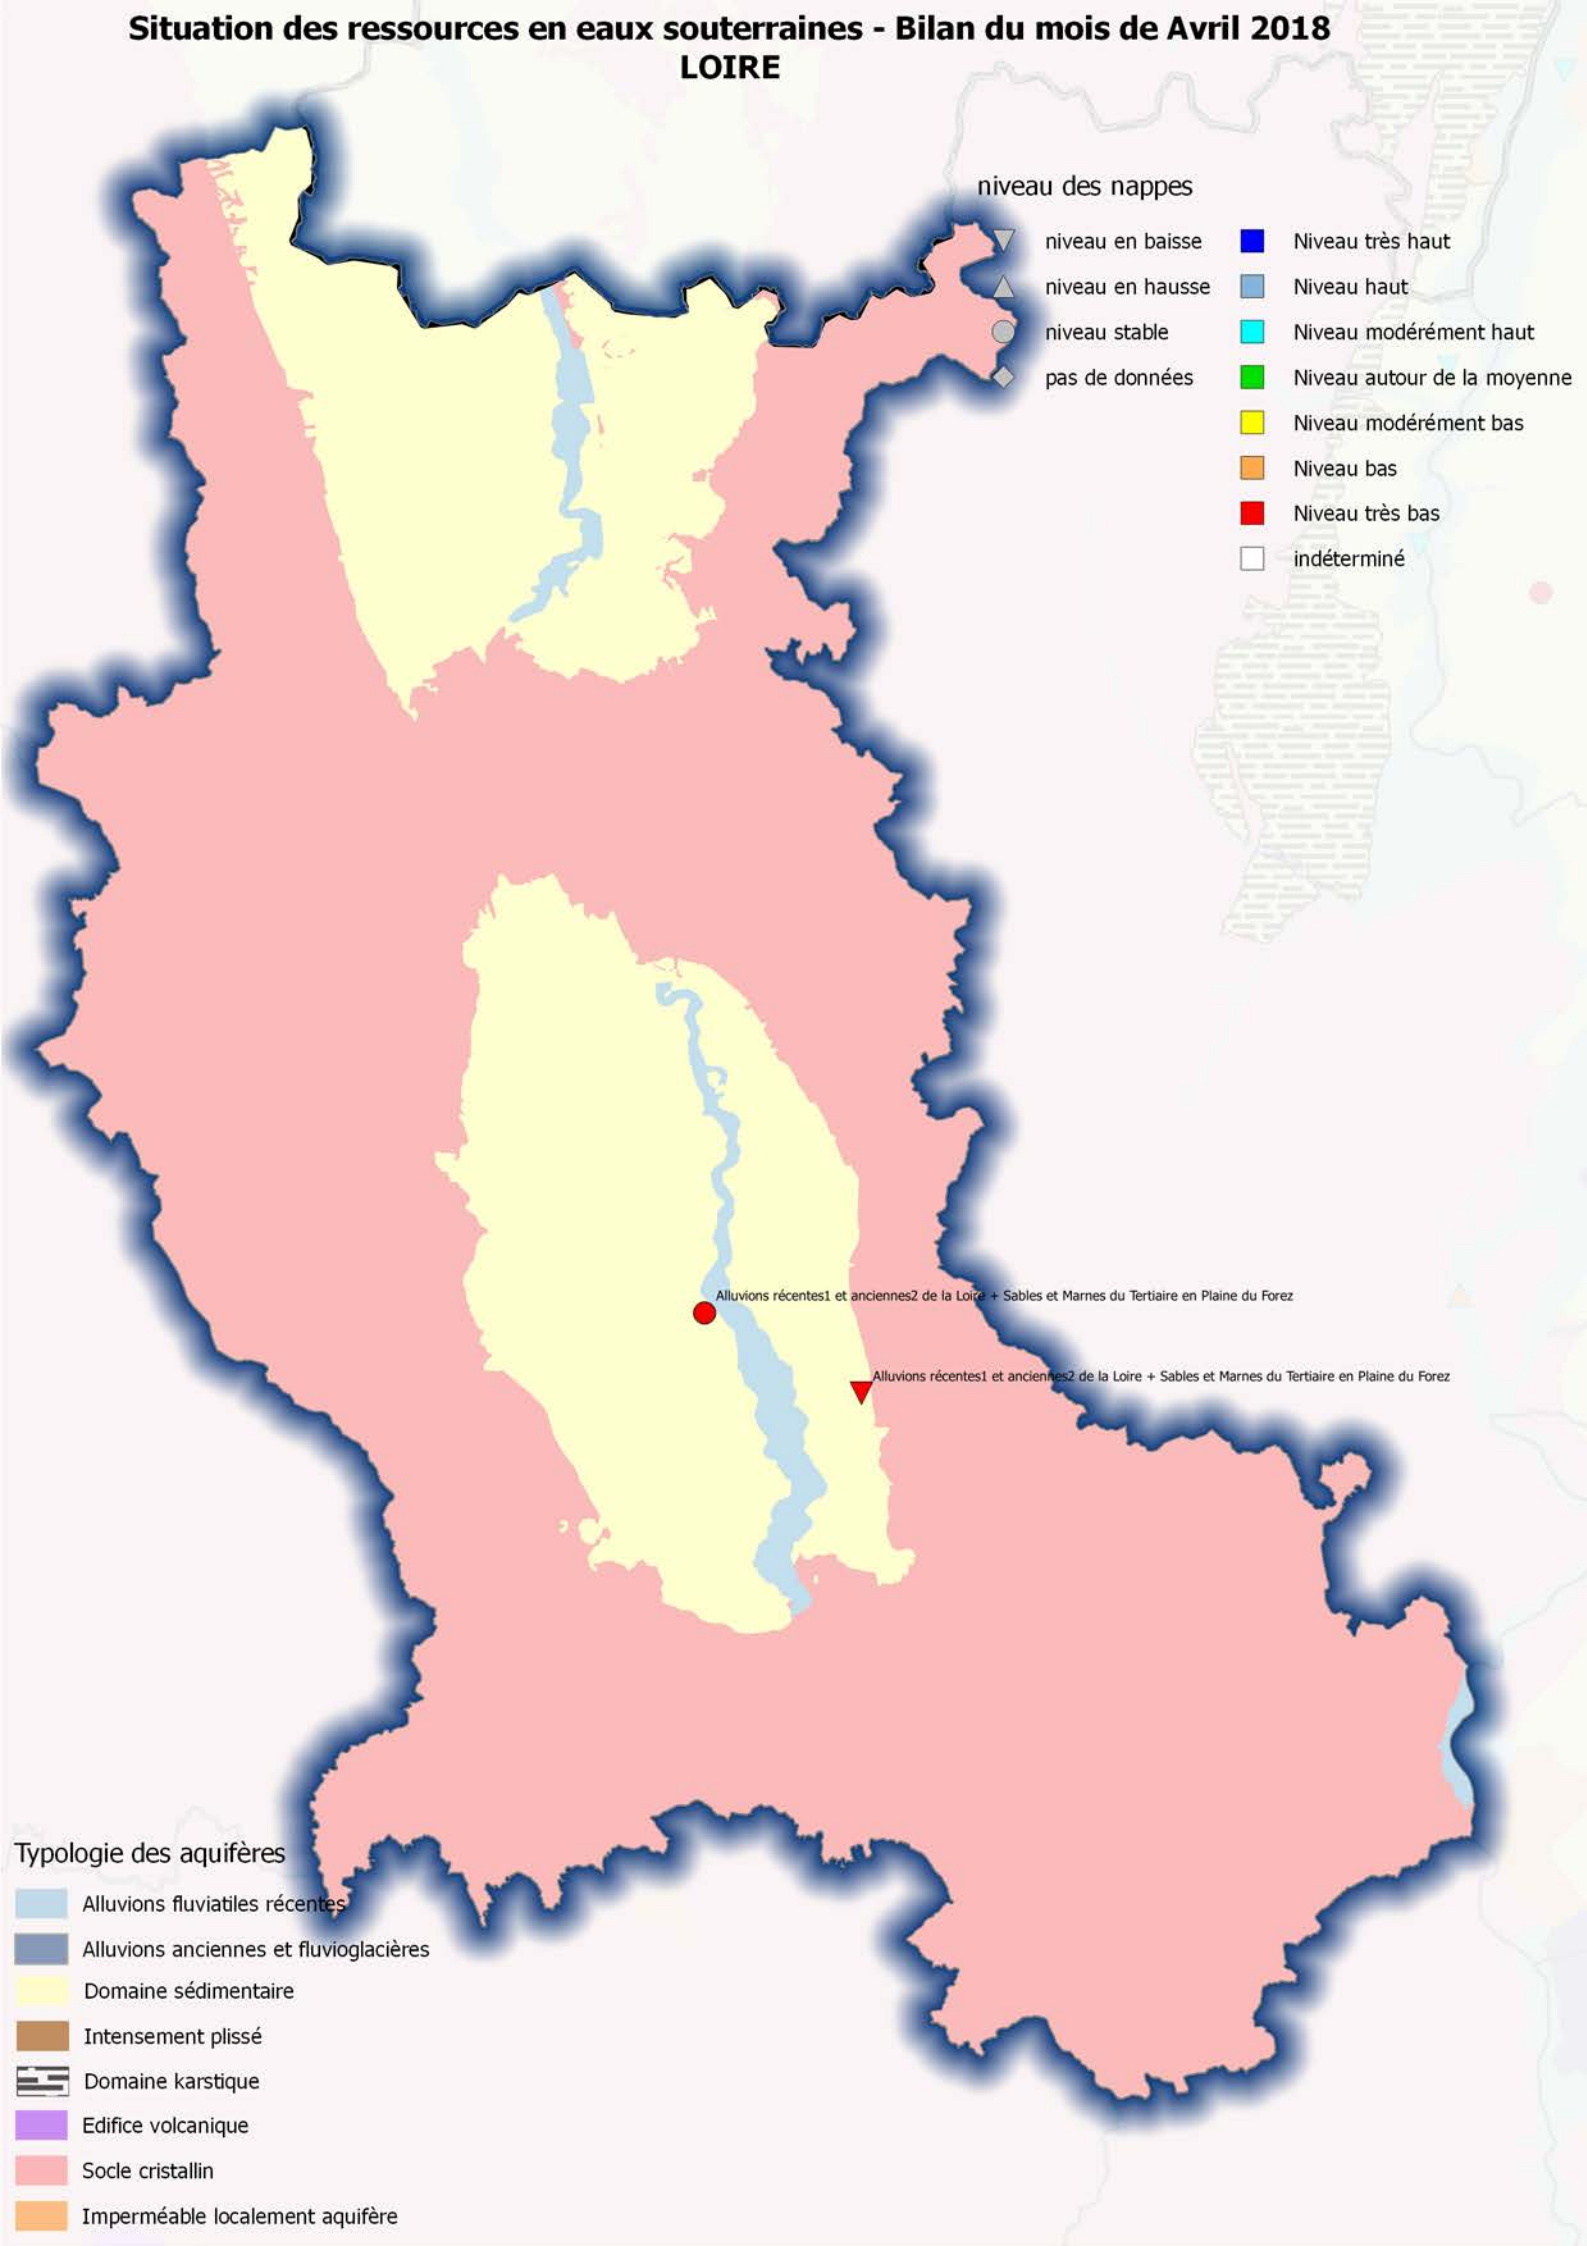 Situation des ressources en eaux souterraines - Bilan du mois de Avril 2018
LOIRE
niveau des nappes
niveau en baisse
niveau en hausse
niveau stable
pas de données
Niveau très haut
Niveau haut
Niveau modérément haut
Niveau autour de la moyenne
Niveau modérément bas
Niveau bas
Niveau très bas
indéterminé
Alluvions récentes1 et anciennes2 de la Loire + Sables et Marnes du Tertiaire en Plaine du Forez
Alluvions récentes1 et anciennes2 de la Loire + Sables et Marnes du Tertiaire en Plaine du Forez
Typologie des aquifères
Alluvions fluviatiles récentes
Alluvions anciennes et fluvioglacières
Domaine sédimentaire
Intensement plissé
Domaine karstique
Edifice volcanique
Socle cristallin
Imperméable localement aquifère